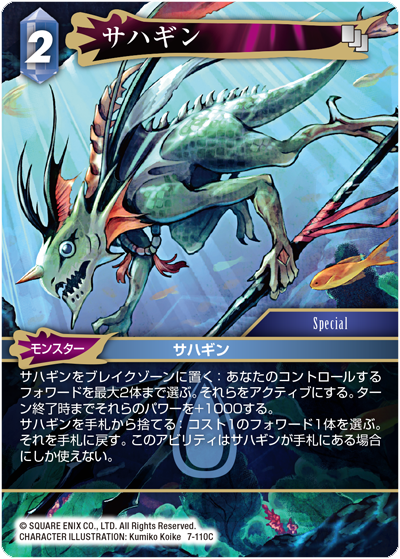 2
サハギン
Special
モンスター
サハギン
サハギンをブレイクゾーンに置く：あなたのコントロールする
フォワードを最大2体まで選ぶ。それらをアクティブにする。ター
ン終了時までそれらのパワーを+1000する。
サハギンを手札から捨てる：コスト1のフォワード1体を選ぶ。
それを手札に戻す。このアビリティはサハギンが手札にある場合
にしか使えない。
© SQUARE ENIX CO., LTD. All Rights Reserved.
CHARACTER ILLUSTRATION: Kumiko Koike 7-110C